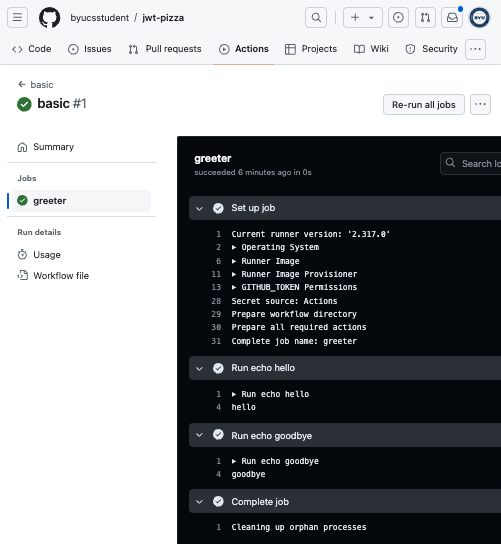 byucsstudent / jwt-pizza
Code Issues Pull requests Actions Projects Wiki Security
basic
basic #1
Re-run all jobs
Summary
Jobs
greeter
Run details
Usage
Workflow file
greeter
succeeded 6 minutes ago in 0s
Search lo
Set up job
1 Current runner version: '2.317.0'
2 ▶ Operating System
6 ▶ Runner Image
11 ▶ Runner Image Provisioner
13 ▶ GITHUB_TOKEN Permissions
28 Secret source: Actions
29 Prepare workflow directory
30 Prepare all required actions
31 Complete job name: greeter
Run echo hello
1 ▶ Run echo hello
4 hello
Run echo goodbye
1 ▶ Run echo goodbye
4 goodbye
Complete job
1 Cleaning up orphan processes